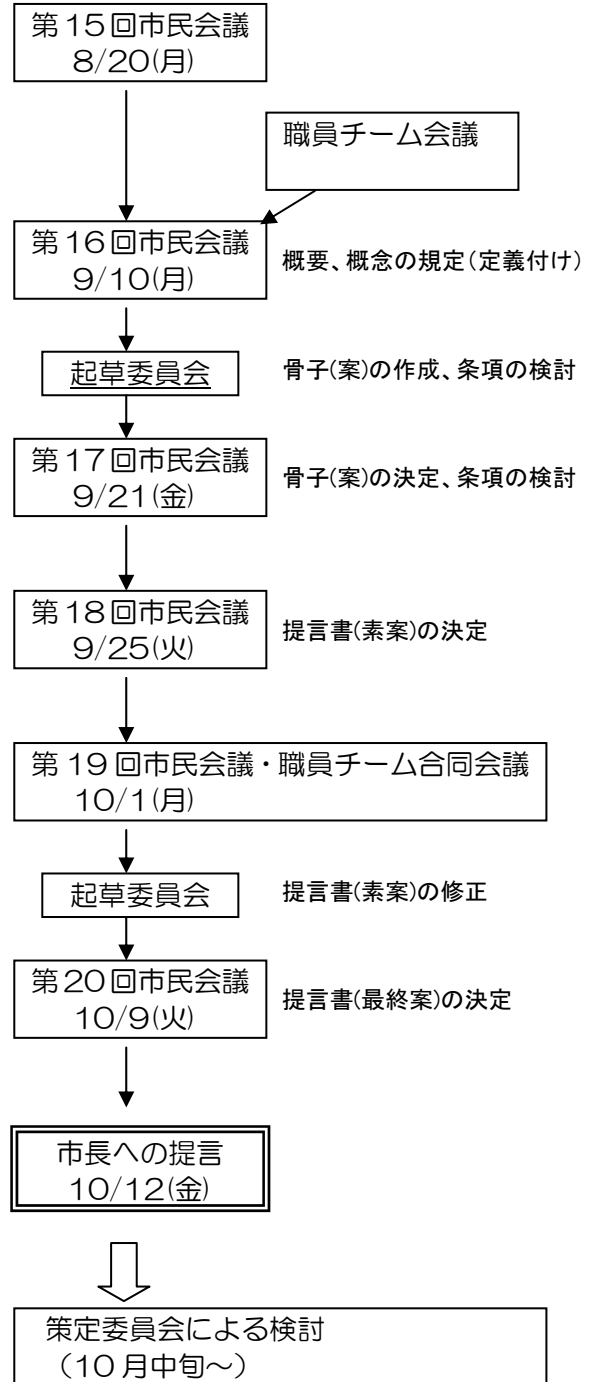 第15回市民会議
8/20(月)
職員チーム会議
第16回市民会議
9/10(月)
概要、概念の規定(定義付け)
起草委員会
骨子(案)の作成、条項の検討
第17回市民会議
9/21(金)
骨子(案)の決定、条項の検討
第18回市民会議
9/25(火)
提言書(素案)の決定
第19回市民会議・職員チーム合同会議
10/1(月)
起草委員会
提言書(素案)の修正
第20回市民会議
10/9(火)
提言書(最終案)の決定
市長への提言
10/12(金)
策定委員会による検討
(10月中旬~)